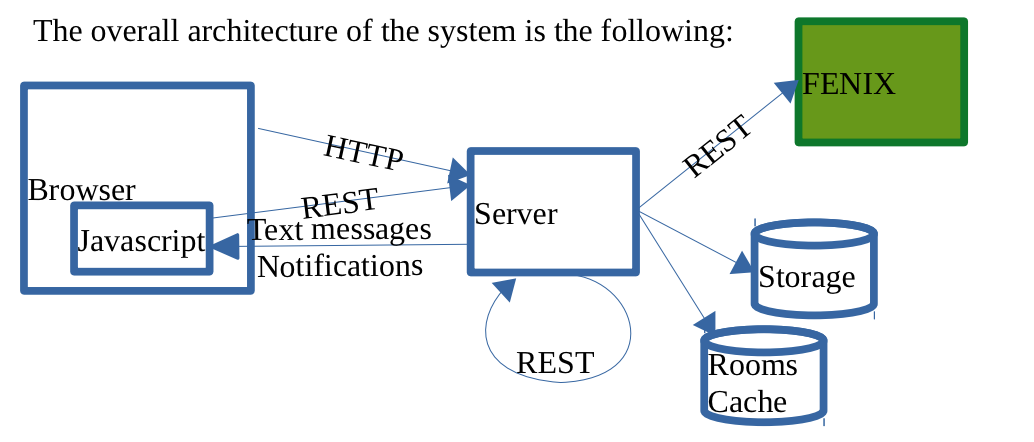 The overall architecture of the system is the following:
FENIX
HTTP
REST
Browser
REST
Server
Text messages
Javascript
Notifications
Storage
REST
Rooms
Cache